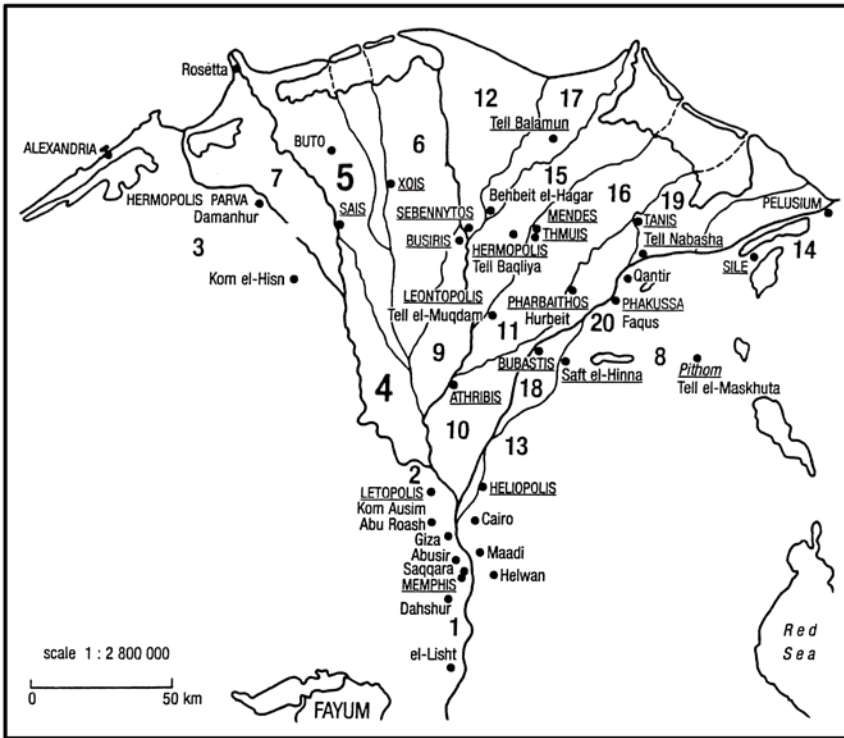 Rosétta
12
17
Tell Balamun
ALEXANDRIA
BUTO
6
7
5
XOIS
15
Behbeit el-Hagar
16
19
HERMOPOLIS PARVA
Damanhur
SAIS
SEBENNYTOS
BUSIRIS
MENDES
THMUIS
HERMOPOLIS
Tell Baqliya
TANIS
Tell Nabasha
PELUSIUM
14
SILE
3
Kom el-Hisn
LEONTOPOLIS
Tell el-Muqdam
PHARBAITHOS
Hurbeit
Qantir
PHAKUSSA
Faqus
11
20
9
BUBASTIS
Saft el-Hinna
8
Pithom
Tell el-Maskhuta
4
ATHRIBIS
18
10
13
2
LETOPOLIS
Kom Ausim
Abu Roash
HELIOPOLIS
Cairo
Giza
Abusir
Saqqara
MEMPHIS
Maadi
Helwan
Dahshur
1
el-Lisht
Red
Sea
scale 1 : 2 800 000
0
50 km
FAYUM